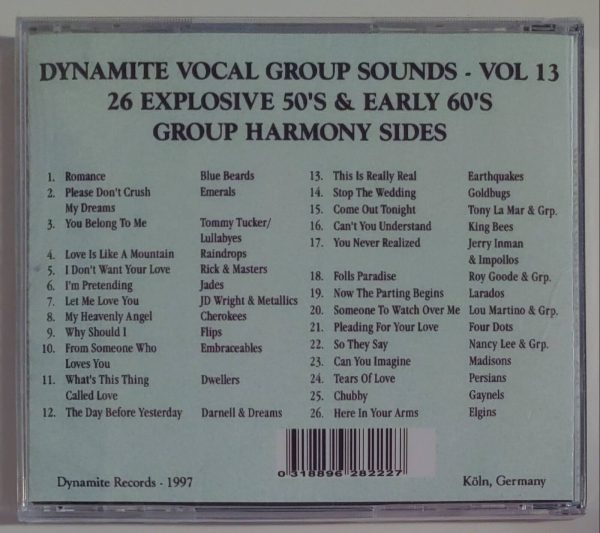 DYNAMITE VOCAL GROUP SOUNDS - VOL 13
26 EXPLOSIVE 50'S & EARLY 60'S
GROUP HARMONY SIDES
1. Romance Blue Beards
2. Please Don't Crush Emerals
My Dreams
3. You Belong To Me Tommy Tucker/
Lullabyes
4. Love Is Like A Mountain Raindrops
5. I Don't Want Your Love Rick & Masters
6. I'm Pretending Jades
7. Let Me Love You JD Wright & Metallics
8. My Heavenly Angel Cherokees
9. Why Should I Flips
10. From Someone Who Embraceables
Loves You
11. What's This Thing Dwellers
Called Love
12. The Day Before Yesterday Darnell & Dreams
13. This Is Really Real Earthquakes
14. Stop The Wedding Goldbugs
15. Come Out Tonight Tony La Mar & Grp.
16. Can't You Understand King Bees
17. You Never Realized Jerry Inman
& Impollos
18. Folls Paradise Roy Goode & Grp.
19. Now The Parting Begins Larados
20. Someone To Watch Over Me Lou Martino & Grp.
21. Pleading For Your Love Four Dots
22. So They Say Nancy Lee & Grp.
23. Can You Imagine Madisons
24. Tears Of Love Persians
25. Chubby Gaynels
26. Here In Your Arms Elgins
0 318896 282227
Dynamite Records - 1997
Köln, Germany